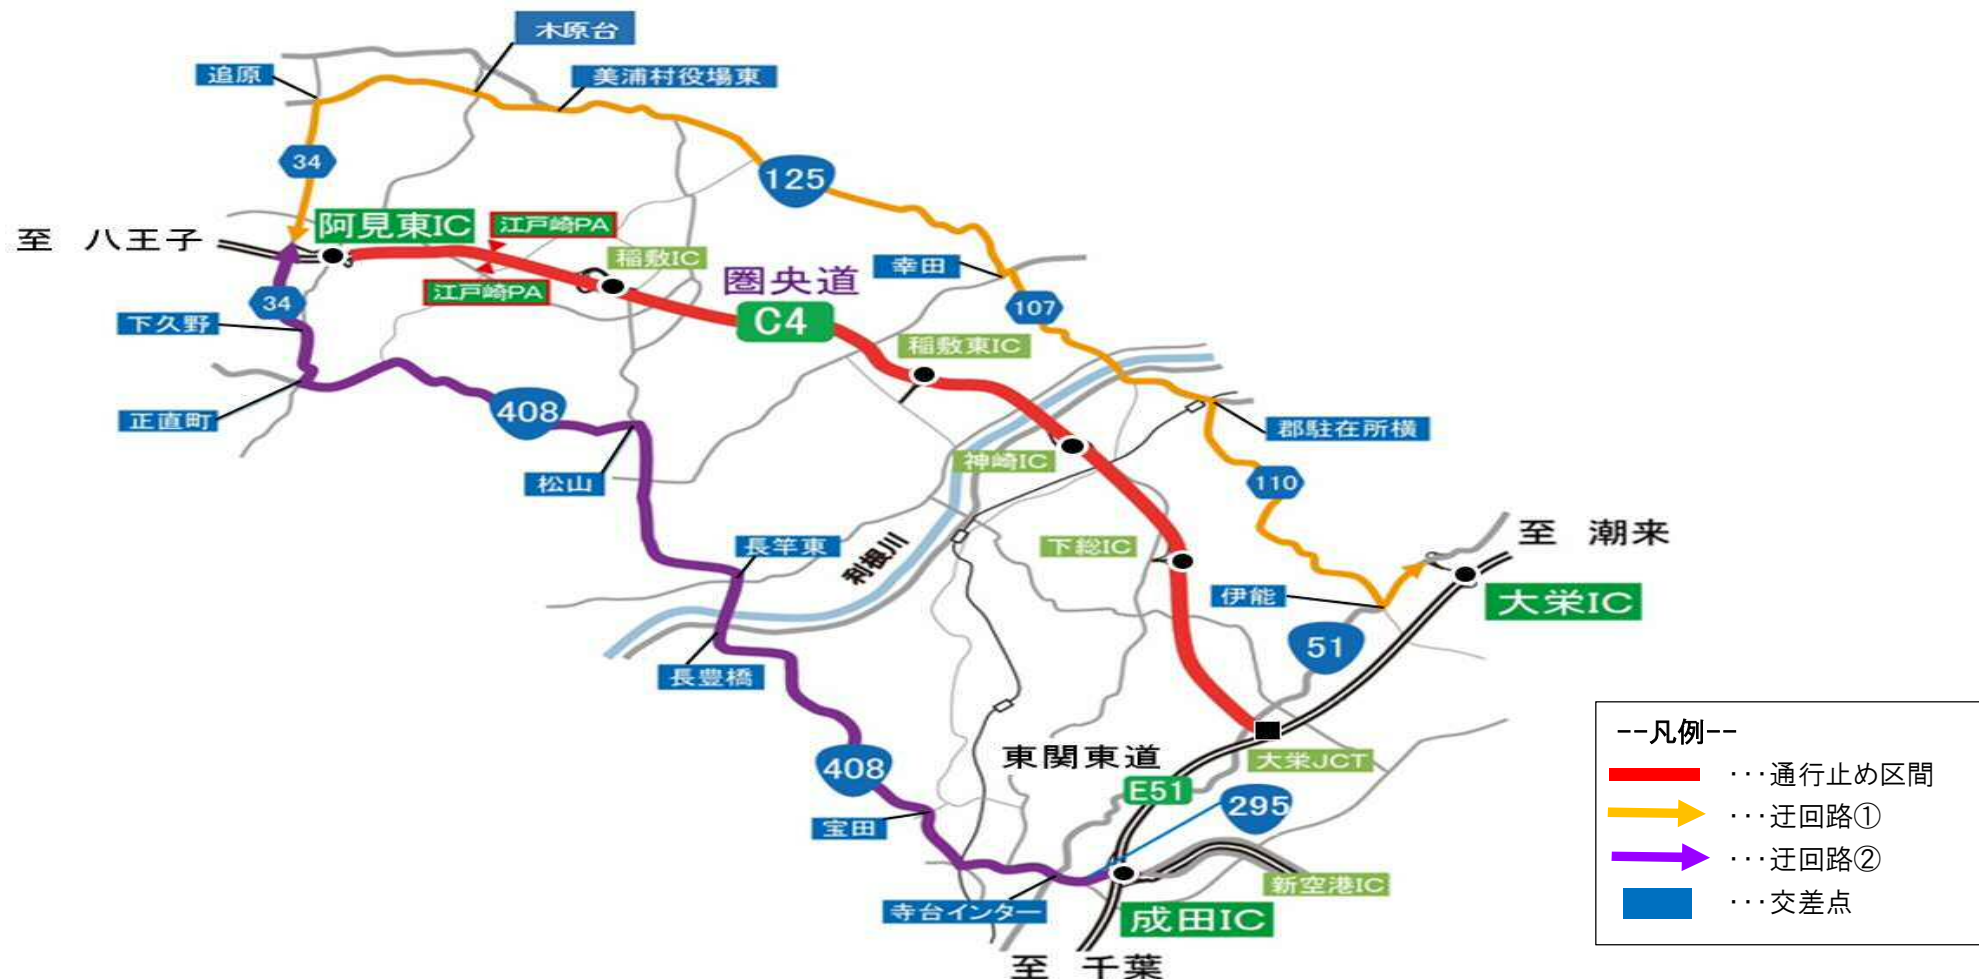 木原台
追原
美浦村役場東
34
125
至 八王子
阿見東IC
江戸崎PA
稲敷IC
江戸崎PA
圏央道
C4
幸田
107
34
下久野
稲敷東IC
正直町
408
郡駐在所横
神崎IC
松山
110
長竿東
利根川
下総IC
至 潮来
伊能
大栄IC
51
長豊橋
東関東道
大栄JCT
408
E51
295
宝田
新空港IC
寺台インター
成田IC
至 千葉
--凡例--
･･･通行止め区間
･･･迂回路①
･･･迂回路②
･･･交差点